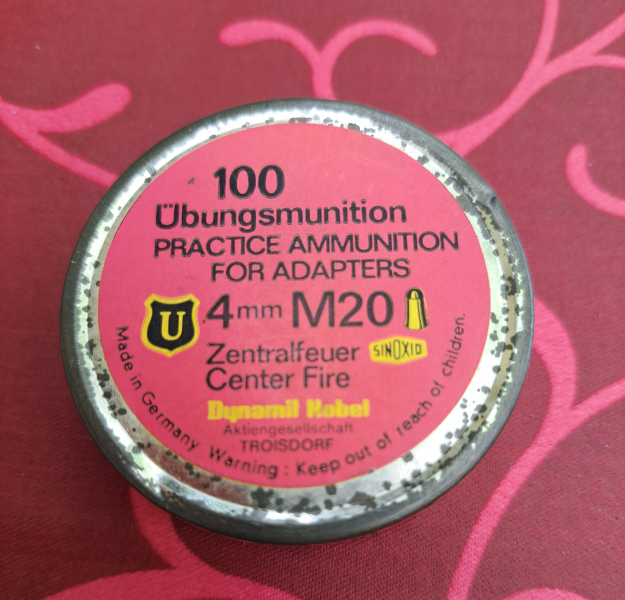 100
Übungsmunition
PRACTICE AMMUNITION
FOR ADAPTERS
U
4mm M20
Zentralfeuer
SINOXID
Center Fire
Dynamit Nobel
Aktiengesellschaft
TROISDORF
Made in Germany Warning: Keep out of reach of children.